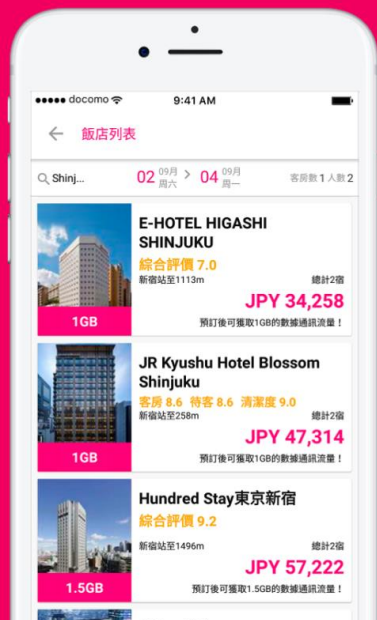 docomo 9:41 AM
飯店列表
Shinj... 02 09月 周六 > 04 09月 周一 客房數 1 人數 2
E-HOTEL HIGASHI
SHINJUKU
綜合評價 7.0
新宿站至1113m 總計2宿
JPY 34,258
1GB
預訂後可獲取1GB的數據通訊流量！
JR Kyushu Hotel Blossom
Shinjuku
客房 8.6 待客 8.6 清潔度 9.0
新宿站至258m 總計2宿
JPY 47,314
1GB
預訂後可獲取1GB的數據通訊流量！
Hundred Stay東京新宿
綜合評價 9.2
新宿站至1496m 總計2宿
JPY 57,222
1.5GB
預訂後可獲取1.5GB的數據通訊流量！